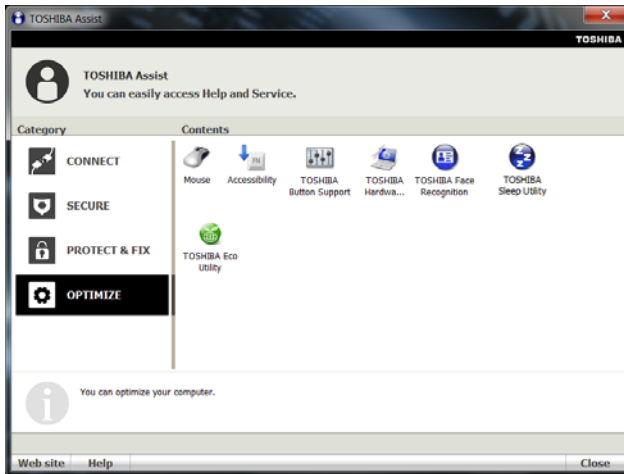 TOSHIBA Assist
TOSHIBA
TOSHIBA Assist
You can easily access Help and Service.
Category
Contents
CONNECT
SECURE
PROTECT & FIX
OPTIMIZE
Mouse
Accessibility
TOSHIBA
Button Support
TOSHIBA
Hardwa...
TOSHIBA Face
Recognition
TOSHIBA
Sleep Utility
TOSHIBA Eco
Utility
You can optimize your computer.
Web site
Help
Close